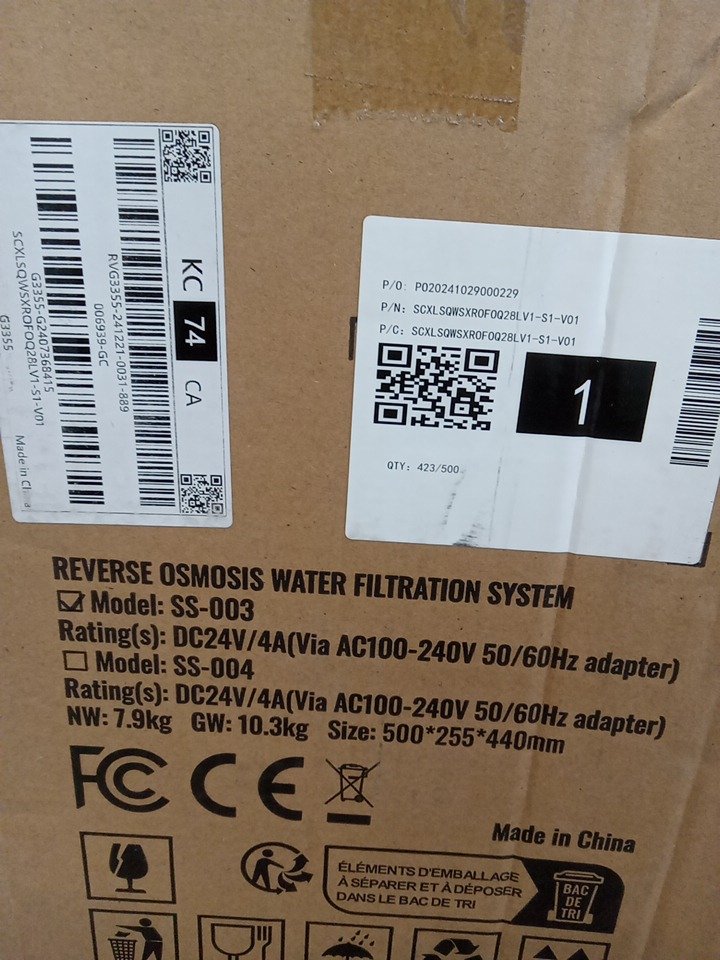 KC
74
CA
RVG3355-241221-0031-889
006939-GC
G3355-G2407368415
SCXLSQWSXROFOQ28LV1-S1-V01
G3355
Made in
P/O: PO20241029000229
P/N: SCXLSQWSXROFOQ28LV1-S1-V01
P/C: SCXLSQWSXROFOQ28LV1-S1-V01
1
QTY: 423/500
REVERSE OSMOSIS WATER FILTRATION SYSTEM
Model: SS-003
Rating(s): DC24V/4A(Via AC100-240V 50/60Hz adapter)
Model: SS-004
Rating(s): DC24V/4A(Via AC100-240V 50/60Hz adapter)
NW: 7.9kg GW: 10.3kg Size: 500*255*440mm
FC CE
Made in China
ÉLÉMENTS D'EMBALLAGE
À SÉPARER ET À DÉPOSER
DANS LE BAC DE TRI
BAC
DE
TRI